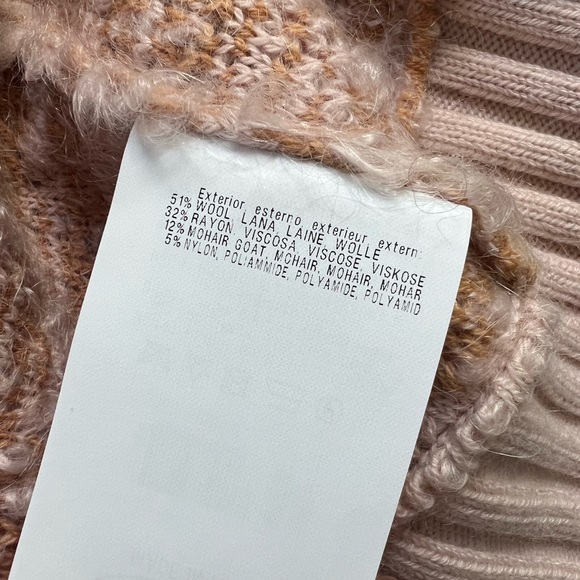 Exterior, esterno, exterieur, extern.
51% WOOL, LANA, LAINE, WOLLE
32% RAYON, VISCOSA, VISCOSE, VISKOSE
12% MOHAIR GOAT, MOHAIR, MOHAIR, MOHAR
5% NYLON, POLIAMMIDE, POLYAMIDE, POLYAMID